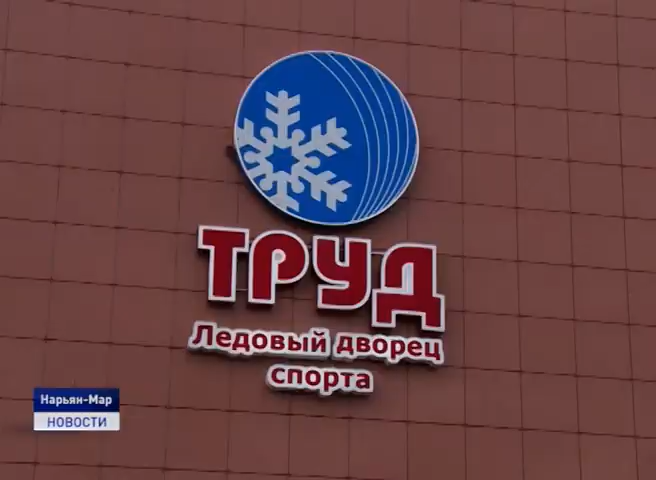 ТРУД
Ледовый дворец
спорта
Нарьян-Мар
НОВОСТИ